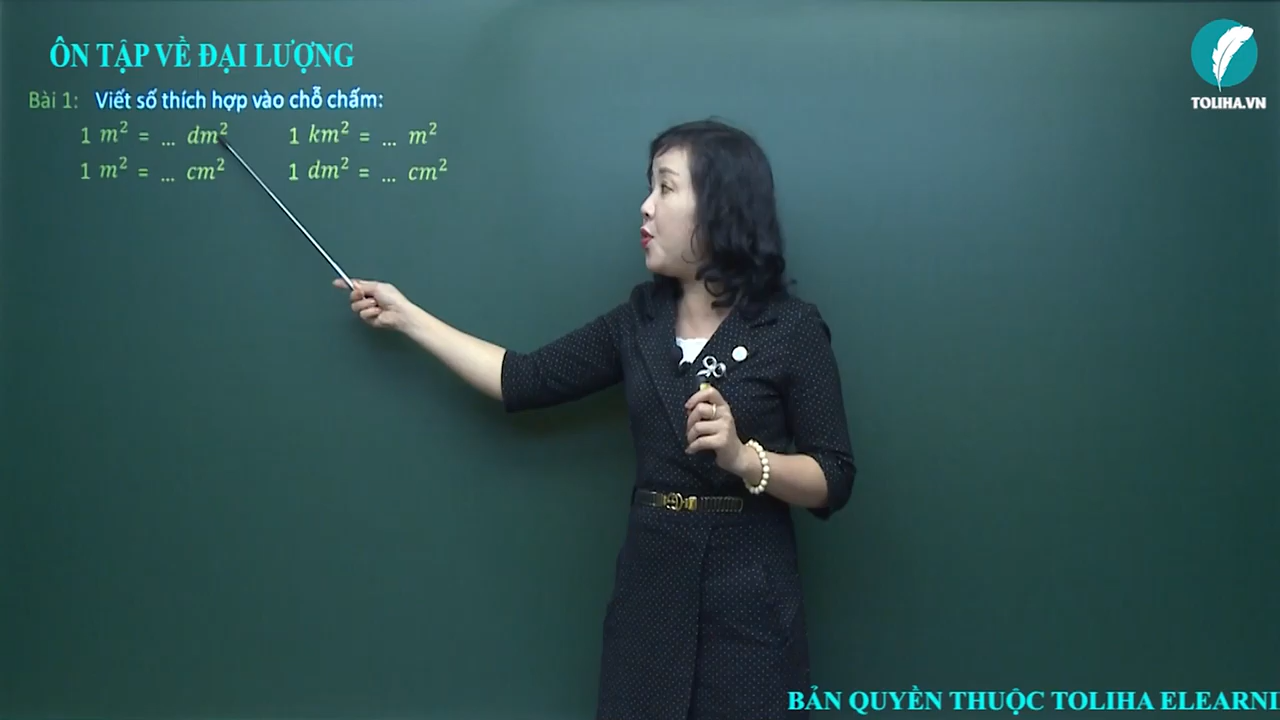 ÔN TẬP VỀ ĐẠI LƯỢNG
Bài 1: Viết số thích hợp vào chỗ chấm:
1 m² = ... dm² 1 km² = ... m²
1 m² = ... cm² 1 dm² = ... cm²
TOLIHA.VN
BẢN QUYỀN THUỘC TOLIHA ELEARNI